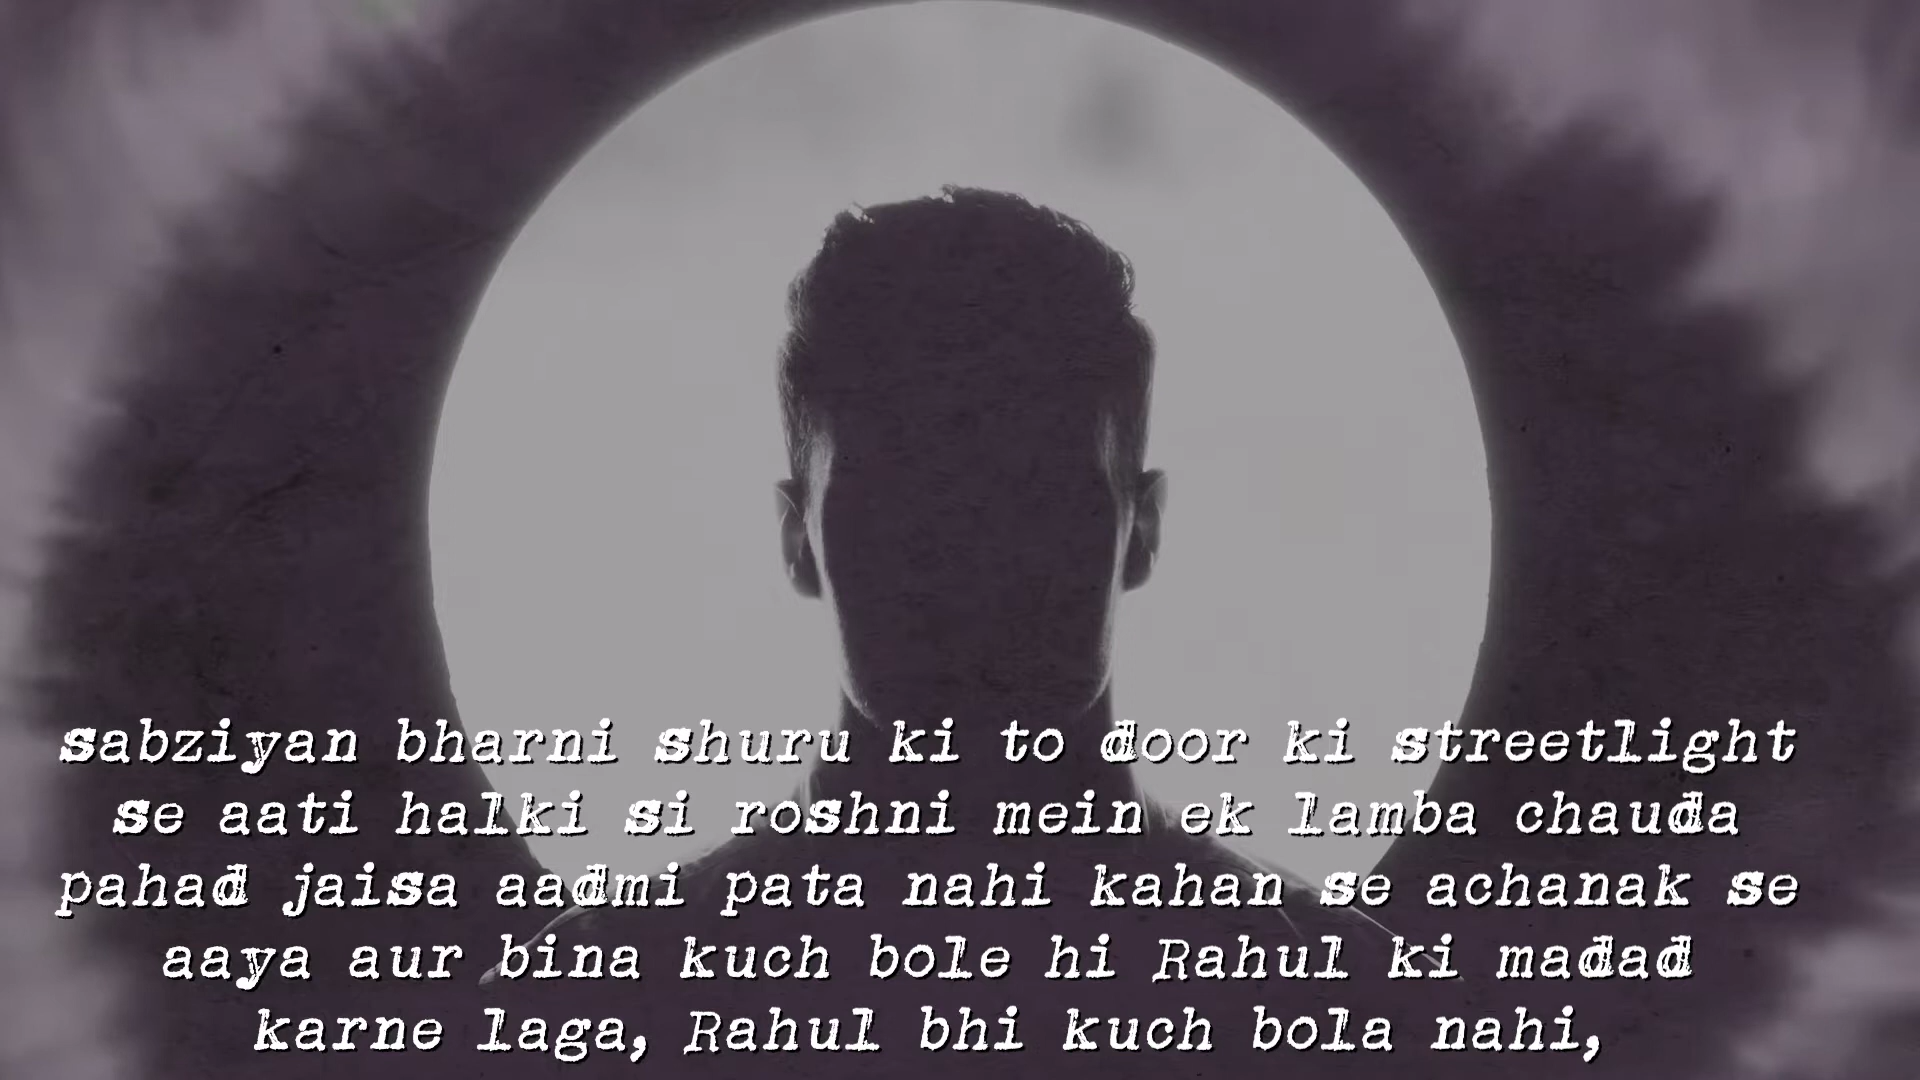 sabziyan bharni shuru ki to door ki streetlight
se aati halki si roshni mein ek lamba chauda
pahad jaisa aadmi pata nahi kahan se achanak se
aaya aur bina kuch bole hi Rahul ki madad
karne laga, Rahul bhi kuch bola nahi,